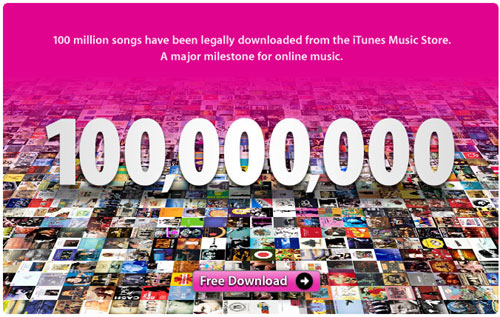 100 million songs have been legally downloaded from the iTunes Music Store.
A major milestone for online music.
100,000,000
Free Download